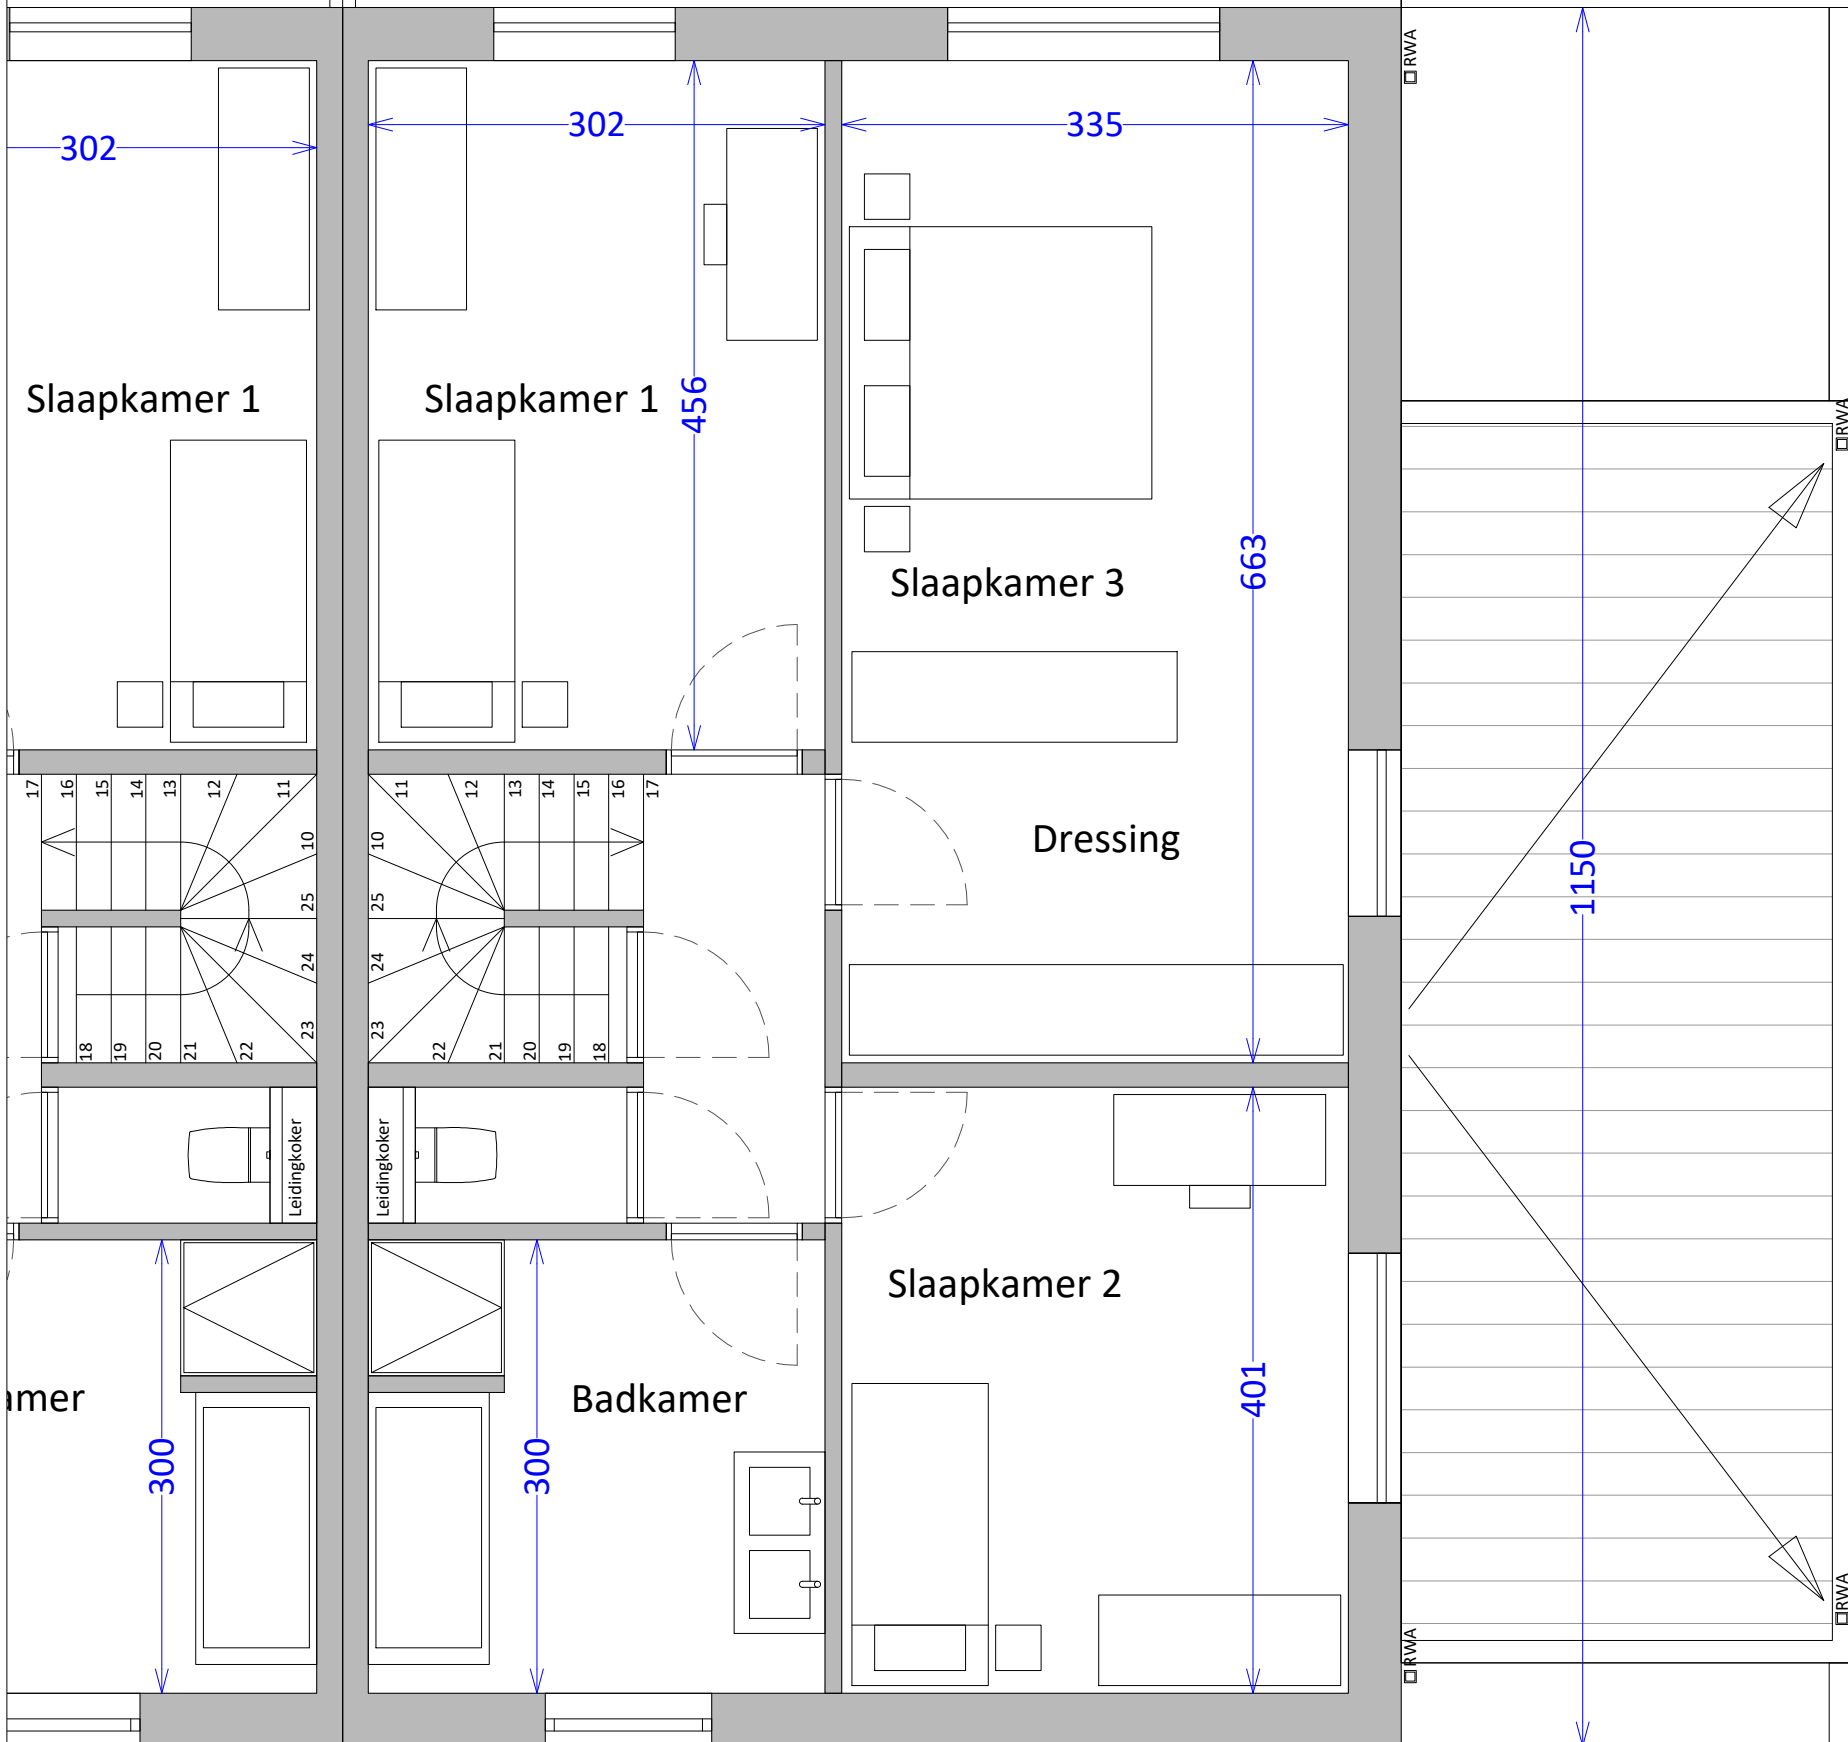 RWA
302
302
335
Slaapkamer 1
Slaapkamer 1
456
RWA
663
Slaapkamer 3
17 16 15 14 13 12 11
11 12 13 14 15 16 17
10
10
Dressing
1150
25
25
24
24
23
23
18 19 20 21 22
22 21 20 19 18
Leidingkoker
Leidingkoker
Slaapkamer 2
amer
Badkamer
401
300
300
RWA
RWA